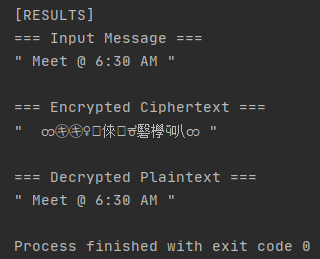 [RESULTS]
=== Input Message ===
" Meet @ 6:30 AM "
=== Encrypted Ciphertext ===
=== Decrypted Plaintext ===
" Meet @ 6:30 AM "
Process finished with exit code 0